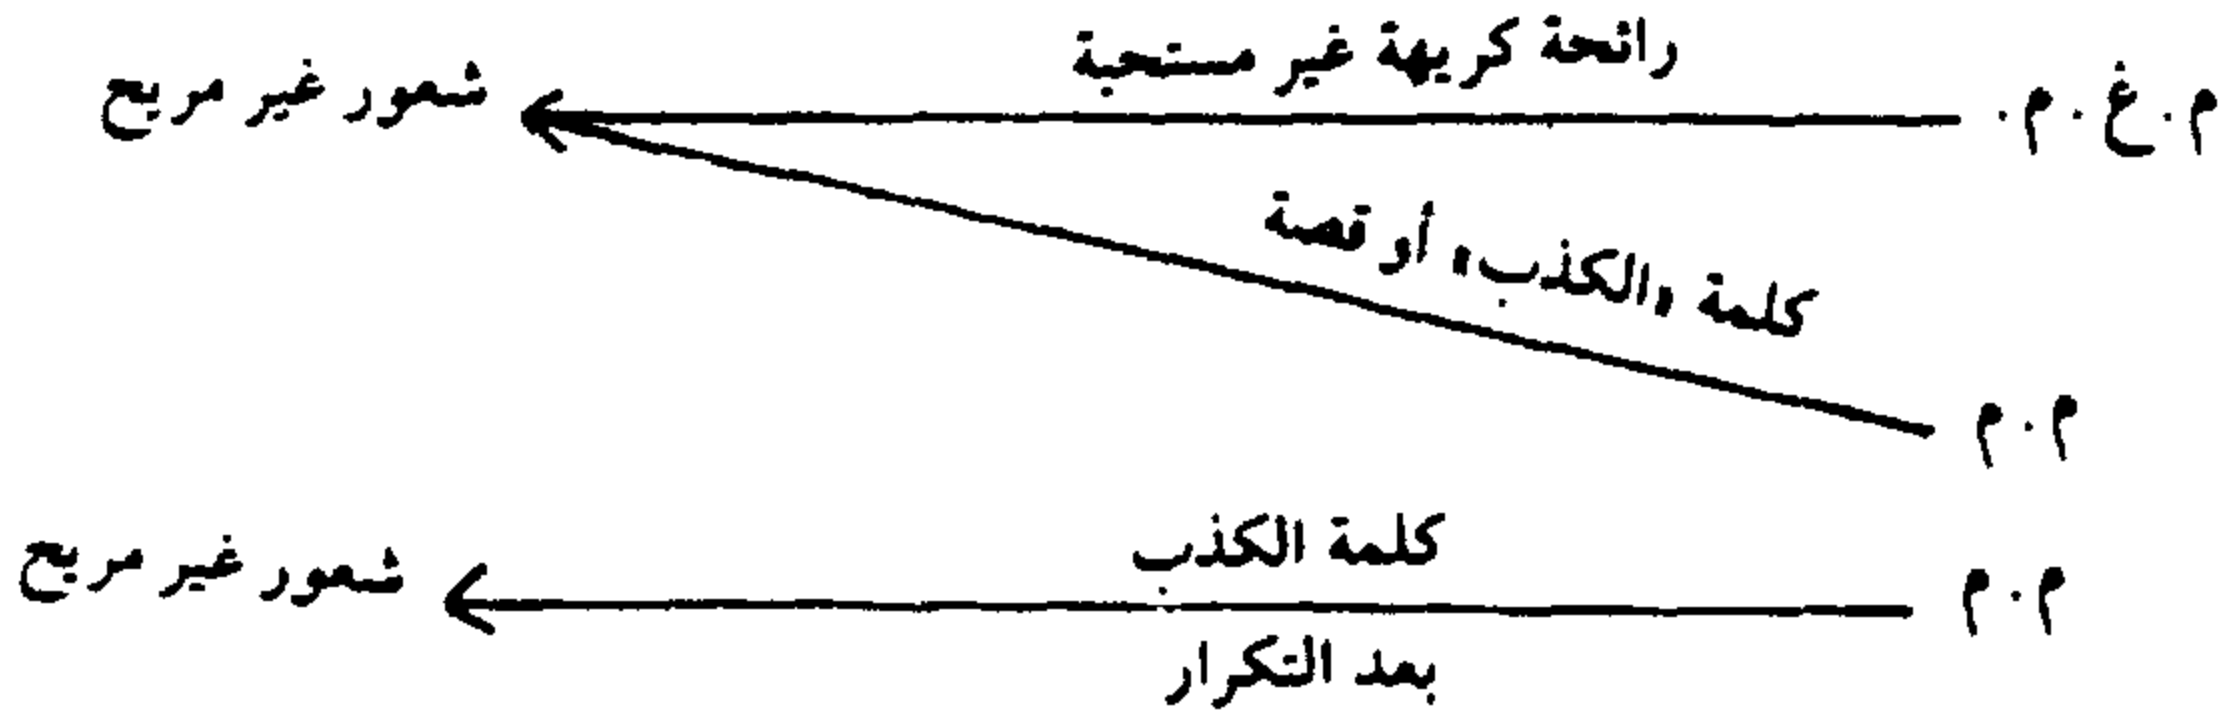 م.غ.م. رائحة كريهة غير مستحبة شعور غير مريح
كلمة «الكذب» أو قصة
م.م
م.م كلمة الكذب شعور غير مريح
بعد التكرار